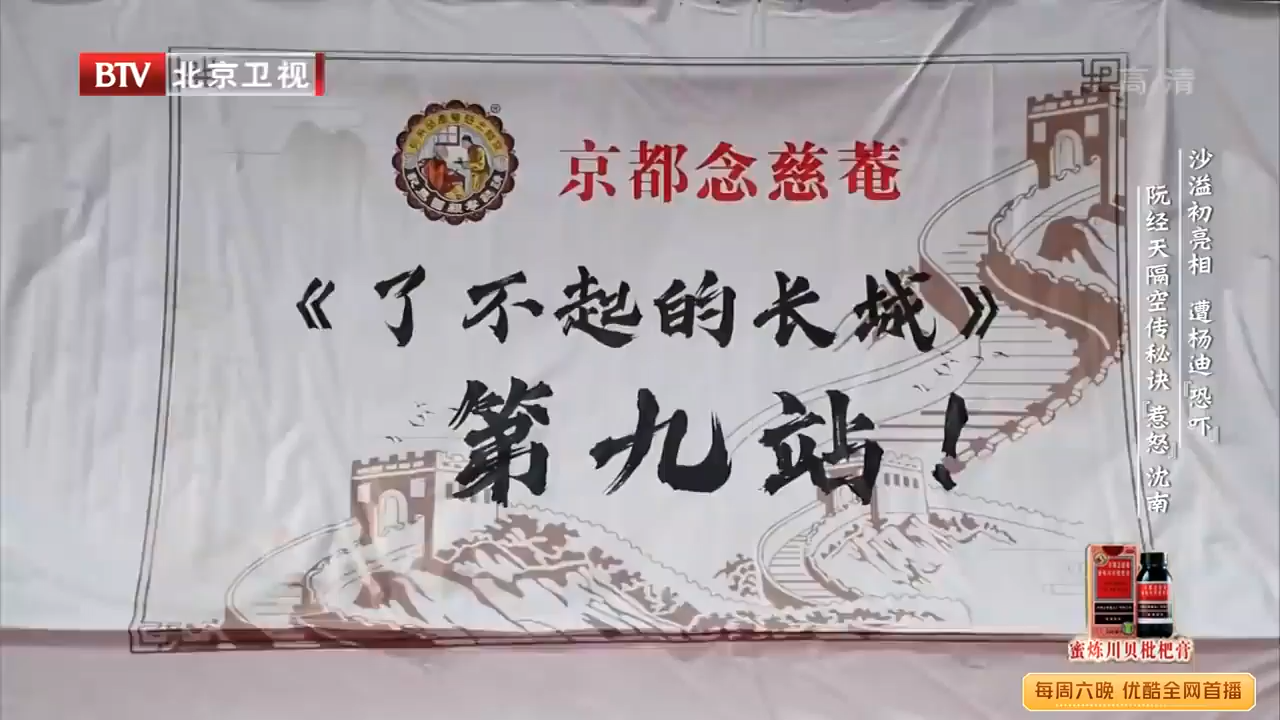 BTV 北京卫视
高清
京都念慈菴
《了不起的长城》
第九站！
沙溢初亮相 遭杨迪「恐吓」
阮经天隔空传秘诀「惹怒」沈南
蜜炼川贝枇杷膏
每周六晚 优酷全网首播